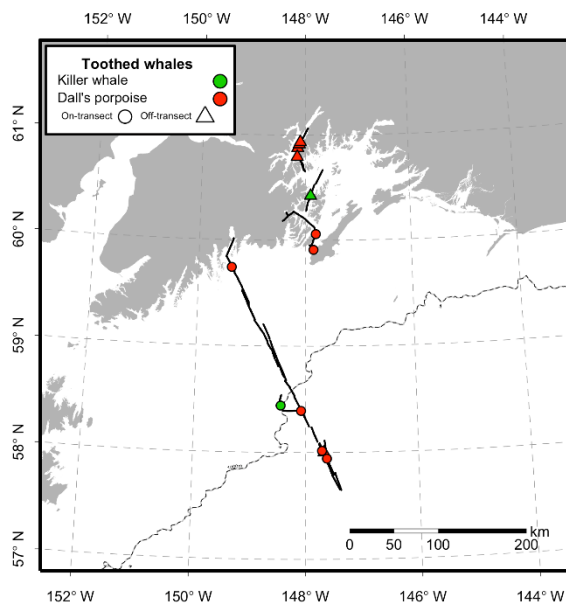 152° W 150° W 148° W 146° W 144° W
Toothed whales
Killer whale
Dall's porpoise
On-transect Off-transect
61° N
60° N
59° N
58° N
57° N
km
0 50 100 200
152° W 150° W 148° W 146° W 144° W